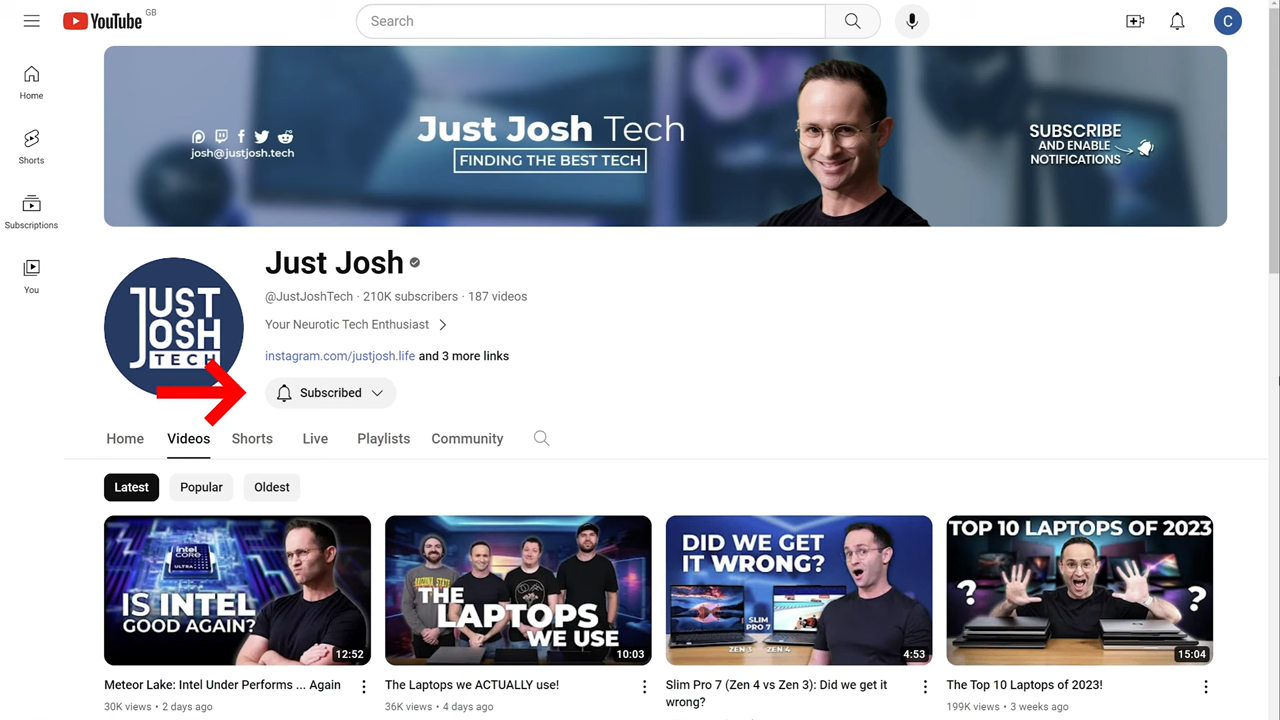 YouTube GB
Search
C
Home
Shorts
Subscriptions
You
Just Josh Tech
FINDING THE BEST TECH
josh@justjosh.tech
SUBSCRIBE
AND ENABLE
NOTIFICATIONS
JUST
JOSH
TECH
Just Josh
@JustJoshTech · 210K subscribers · 187 videos
Your Neurotic Tech Enthusiast
instagram.com/justjosh.life and 3 more links
Subscribed
Home Videos Shorts Live Playlists Community
Latest Popular Oldest
intel
CORE
ULTRA
IS INTEL
GOOD AGAIN?
12:52
ARIZONA STATE
THE
LAPTOPS
WE USE
10:03
DID WE GET
IT WRONG?
SLIM
PRO 7
ZEN 3 ZEN 4
4:53
TOP 10 LAPTOPS OF 2023
? ?
15:04
Meteor Lake: Intel Under Performs ... Again
30K views • 2 days ago
The Laptops we ACTUALLY use!
36K views • 4 days ago
Slim Pro 7 (Zen 4 vs Zen 3): Did we get it
wrong?
The Top 10 Laptops of 2023!
199K views • 3 weeks ago